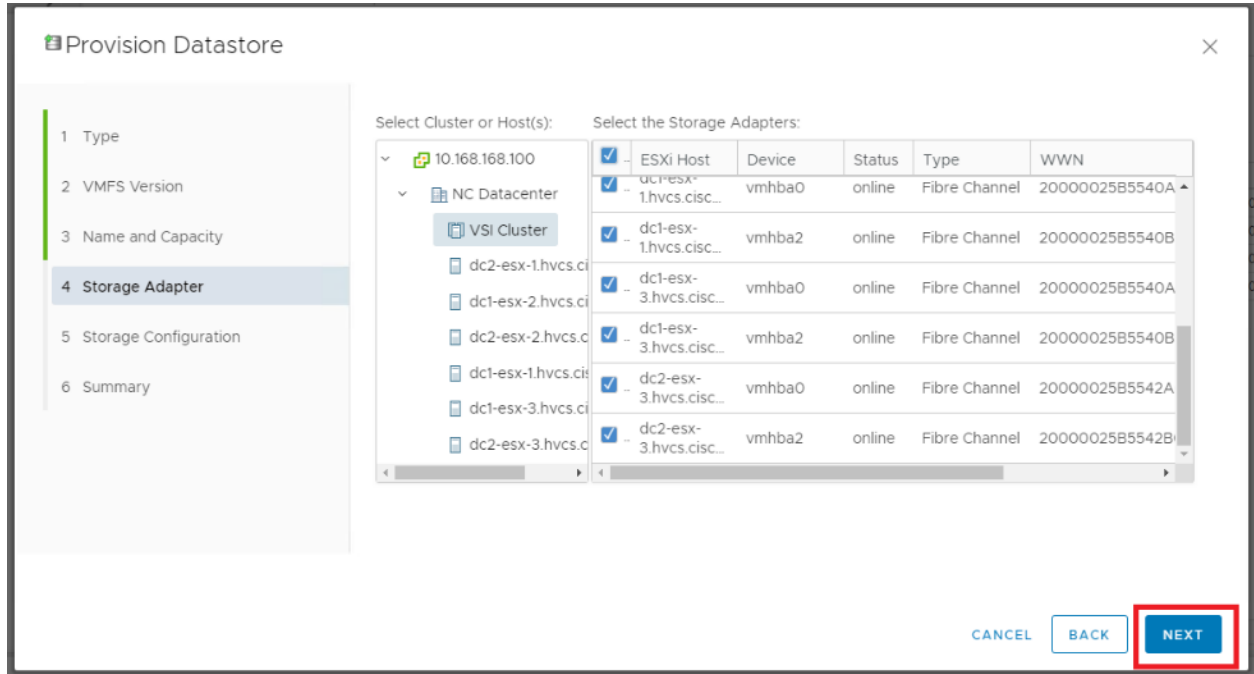 Provision Datastore
1 Type
2 VMFS Version
3 Name and Capacity
4 Storage Adapter
5 Storage Configuration
6 Summary
Select Cluster or Host(s):
10.168.168.100
NC Datacenter
VSI Cluster
dc2-esx-1.hvcs.ci
dc1-esx-2.hvcs.ci
dc2-esx-2.hvcs.c
dc1-esx-1.hvcs.cis
dc1-esx-3.hvcs.ci
dc2-esx-3.hvcs.c
Select the Storage Adapters:
... ESXi Host Device Status Type WWN
... dc1-esx-
1.hvcs.cisc... vmhba0 online Fibre Channel 20000025B5540A
... dc1-esx-
1.hvcs.cisc... vmhba2 online Fibre Channel 20000025B5540B
... dc1-esx-
3.hvcs.cisc... vmhba0 online Fibre Channel 20000025B5540A
... dc1-esx-
3.hvcs.cisc... vmhba2 online Fibre Channel 20000025B5540B
... dc2-esx-
3.hvcs.cisc... vmhba0 online Fibre Channel 20000025B5542A
... dc2-esx-
3.hvcs.cisc... vmhba2 online Fibre Channel 20000025B5542B
CANCEL BACK NEXT